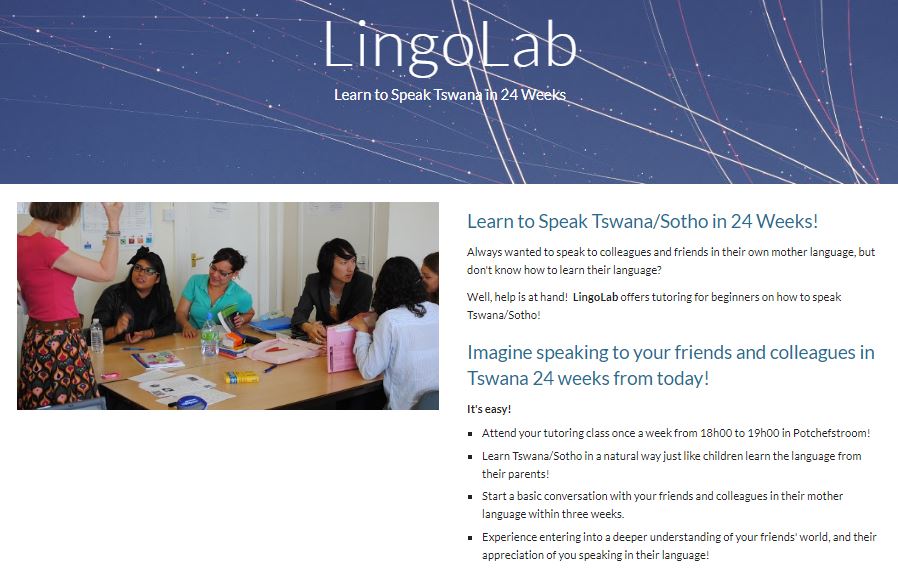 LingoLab
Learn to Speak Tswana in 24 Weeks
Learn to Speak Tswana/Sotho in 24 Weeks!
Always wanted to speak to colleagues and friends in their own mother language, but
don't know how to learn their language?
Well, help is at hand! LingoLab offers tutoring for beginners on how to speak
Tswana/Sotho!
Imagine speaking to your friends and colleagues in
Tswana 24 weeks from today!
It's easy!
▪ Attend your tutoring class once a week from 18h00 to 19h00 in Potchefstroom!
▪ Learn Tswana/Sotho in a natural way just like children learn the language from
their parents!
▪ Start a basic conversation with your friends and colleagues in their mother
language within three weeks.
▪ Experience entering into a deeper understanding of your friends' world, and their
appreciation of you speaking in their language!